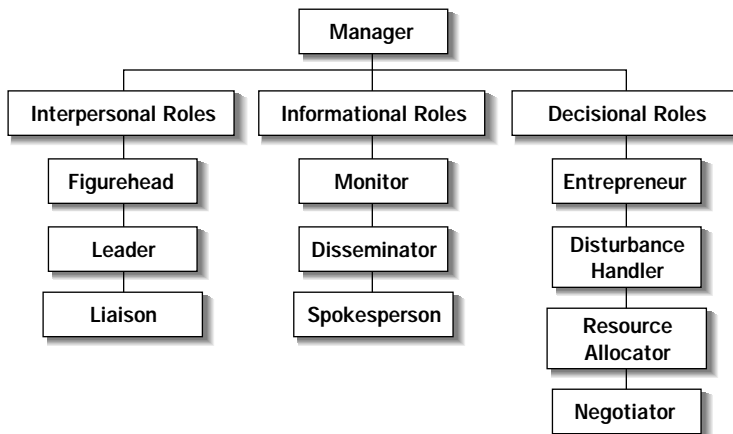 Manager
Interpersonal Roles
Informational Roles
Decisional Roles
Figurehead
Monitor
Entrepreneur
Leader
Disseminator
Disturbance
Handler
Liaison
Spokesperson
Resource
Allocator
Negotiator